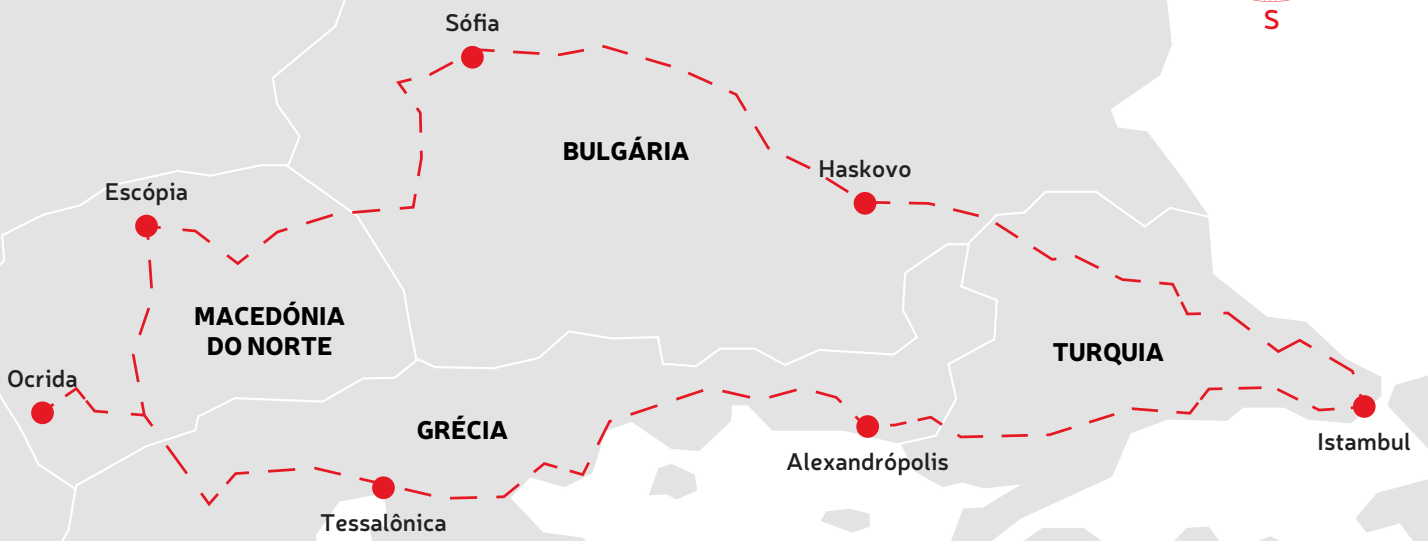 S
Sófia
BULGÁRIA
Haskovo
Escópia
MACEDÓNIA
DO NORTE
TURQUIA
Ocrida
GRÉCIA
Istambul
Alexandrópolis
Tessalônica